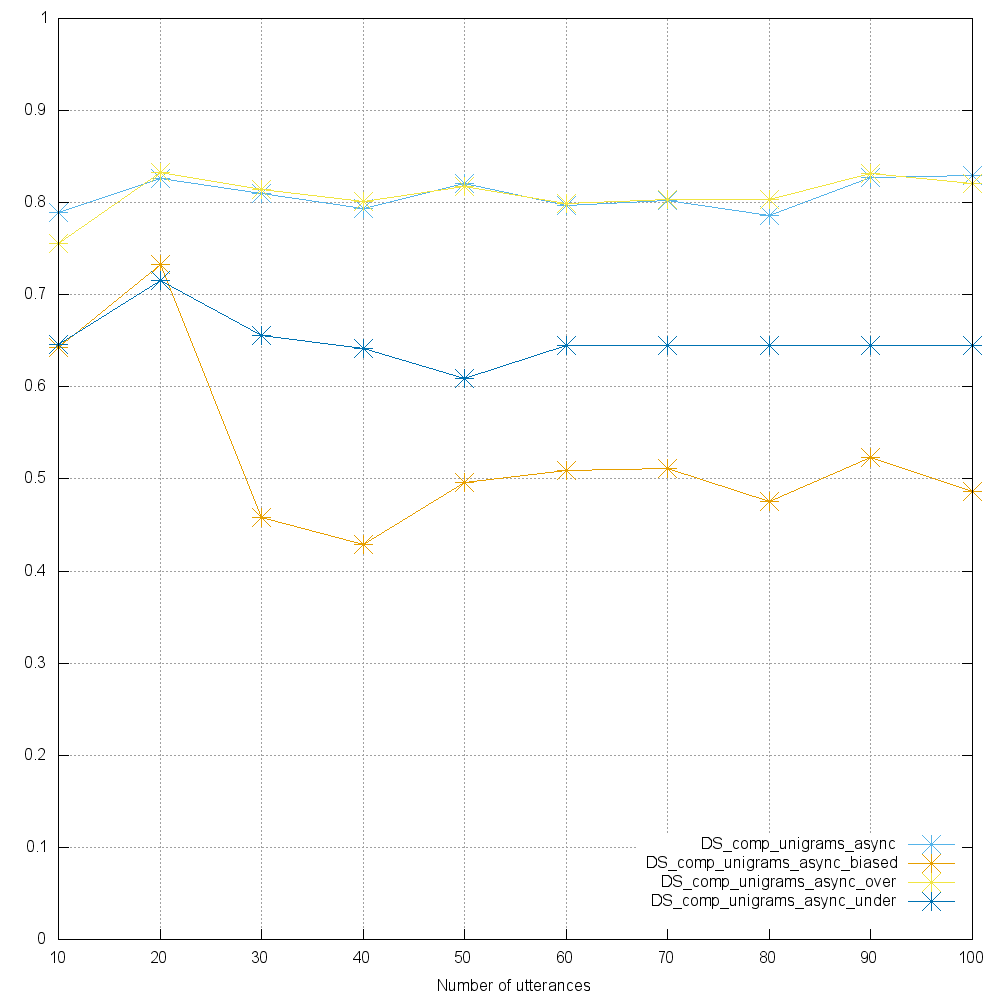 1
0.9
0.8
0.7
0.6
0.5
0.4
0.3
0.2
0.1
0
DS_comp_unigrams_async
DS_comp_unigrams_async_biased
DS_comp_unigrams_async_over
DS_comp_unigrams_async_under
10 20 30 40 50 60 70 80 90 100
Number of utterances